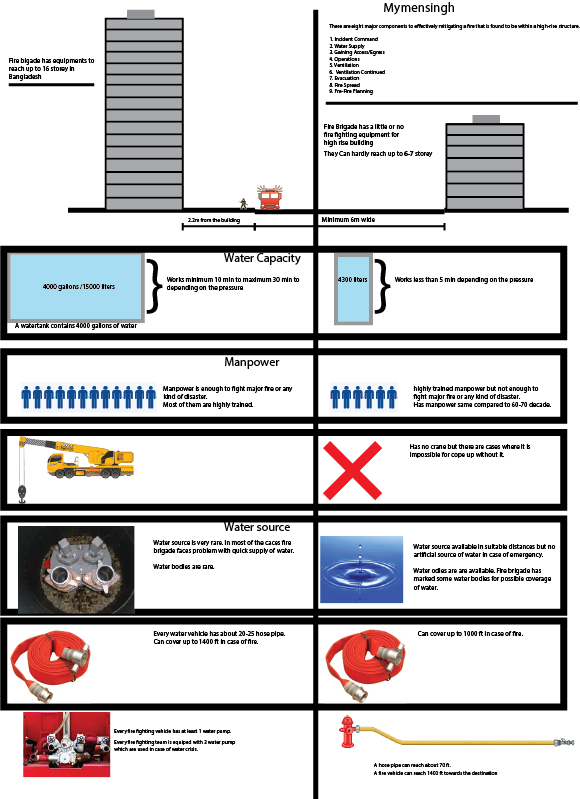 Mymensingh
There are eight major components to effectively mitigating a fire that is found to be within a high-rise structure.
1. Incident Command
2. Water Supply
3. Gaining Access/Egress
4. Operations
5. Ventilation
6. Ventilation Continued
7. Evacuation
8. Fire Spread
9. Pre-Fire Planning
Fire bigade has equipments to
reach up to 16 storey in
Bangladesh
Fire Brigade has a little or no
fire fighting equipment for
high rise building
They Can hardly reach up to 6-7 storey
2.2m from the building
Minimum 6m wide
Water Capacity
4000 gallons /15000 liters
Works minimum 10 min to maximum 30 min to
depending on the pressure
A watertank contains 4000 gallons of water
4300 liters
Works less than 5 min depending on the pressure
Manpower
Manpower is enough to fight major fire or any
kind of disaster.
Most of them are highly trained.
highly trained manpower but not enough to
fight major fire or any kind of disaster.
Has manpower same compared to 60-70 decade.
Has no crane but there are cases where it is
impossible for cope up without it.
Water source
Water source is very rare. In most of the caces fire
brigade faces problem with quick supply of water.
Water bodies are rare.
Water source available in suitable distances but no
artificial source of water in case of emergency.
Water odies are are available. Fire brigade has
marked some water bodies for possible coverage
of water.
Every water vehicle has about 20-25 hose pipe.
Can cover up to 1400 ft in case of fire.
Can cover up to 1000 ft in case of fire.
Every fire fighting vehicle has at least 1 water pump.
Every fire fighting team is equiped with 3 water pump
which are used in case of water crisis.
A hose pipe can reach about 70 ft.
A fire vehicle can reach 1400 ft towards the destination